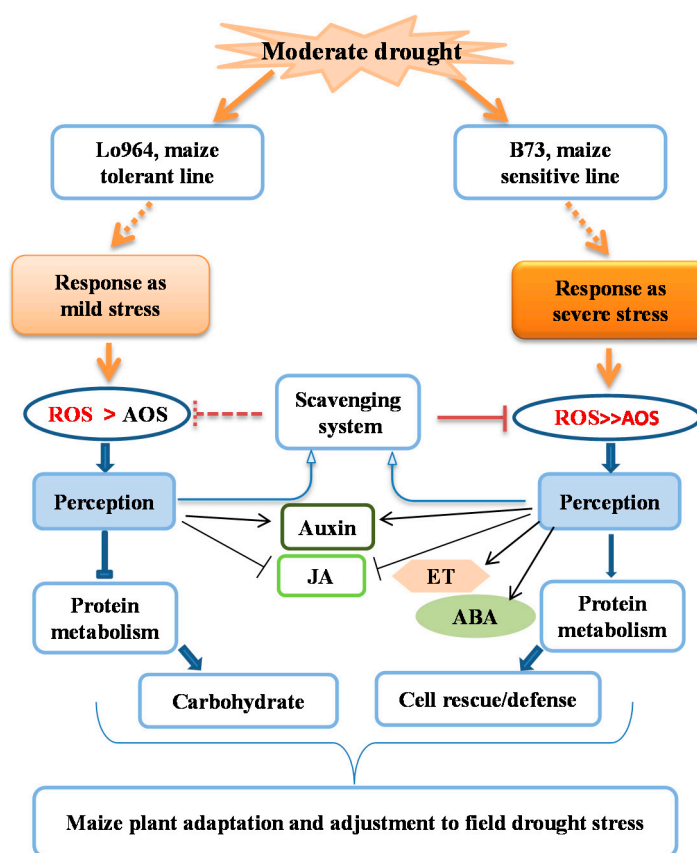 Moderate drought
Lo964, maize
tolerant line
B73, maize
sensitive line
Response as
mild stress
Response as
severe stress
ROS > AOS
Scavenging
system
ROS>>AOS
Perception
Perception
Auxin
JA
ET
ABA
Protein
metabolism
Protein
metabolism
Carbohydrate
Cell rescue/defense
Maize plant adaptation and adjustment to field drought stress